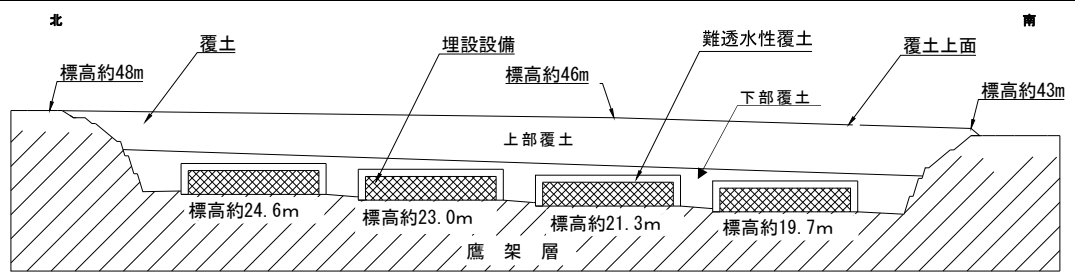 北
南
覆土
埋設設備
難透水性覆土
覆土上面
標高約48m
標高約46m
下部覆土
標高約43m
上部覆土
標高約24.6m
標高約23.0m
標高約21.3m
標高約19.7m
鷹架層